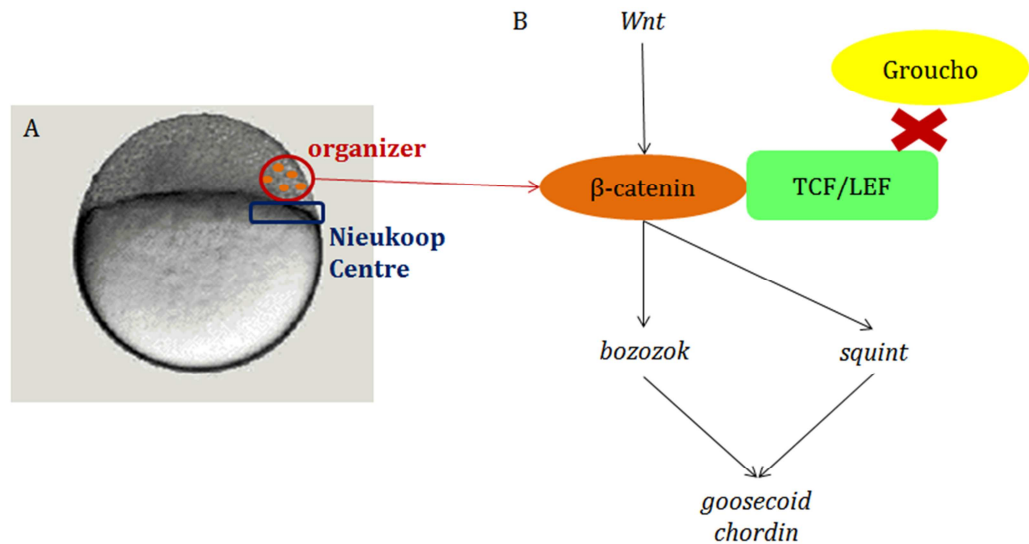 A
organizer
Nieukoop
Centre
B
Wnt
Groucho
β-catenin
TCF/LEF
bozozok
squint
goosecoid
chordin